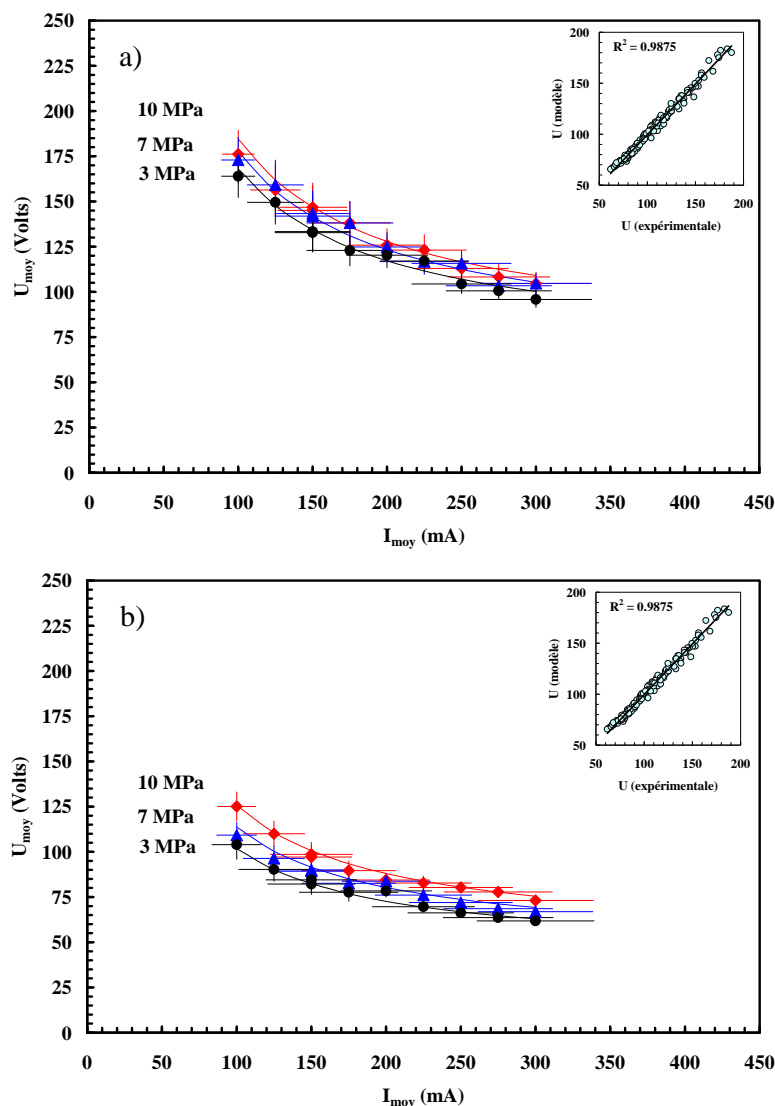 250
225
200
175
150
125
100
75
50
25
0
U_moy (Volts)
a)
10 MPa
7 MPa
3 MPa
0 50 100 150 200 250 300 350 400 450
I_moy (mA)
200
150
100
50
U (modèle)
R² = 0.9875
50 100 150 200
U (expérimentale)
250
225
200
175
150
125
100
75
50
25
0
U_moy (Volts)
b)
10 MPa
7 MPa
3 MPa
0 50 100 150 200 250 300 350 400 450
I_moy (mA)
200
150
100
50
U (modèle)
R² = 0.9875
50 100 150 200
U (expérimentale)